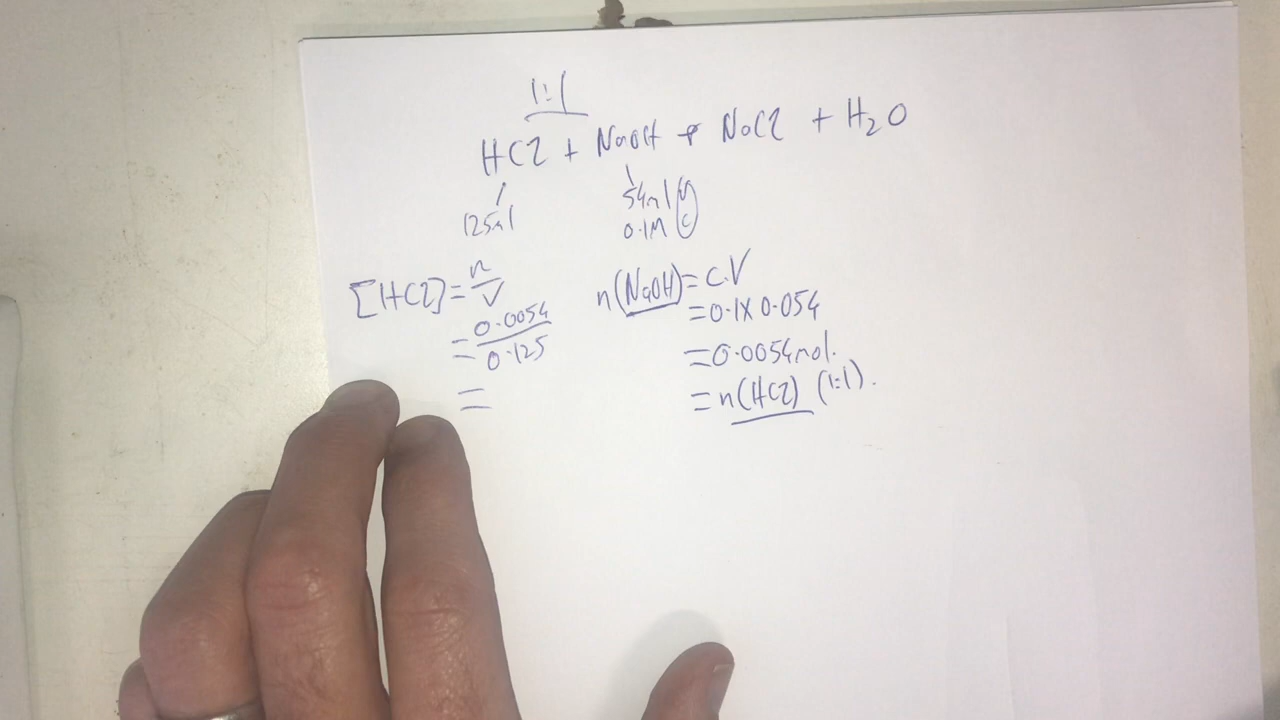 1:1
HCl + NaOH → NaCl + H₂O
125ml
54ml V
0.1M C
[HCl] = n/V
= 0.0054/0.125
=
n(NaOH) = c.V
= 0.1 x 0.054
= 0.0054 mol.
= n(HCl) (1:1).